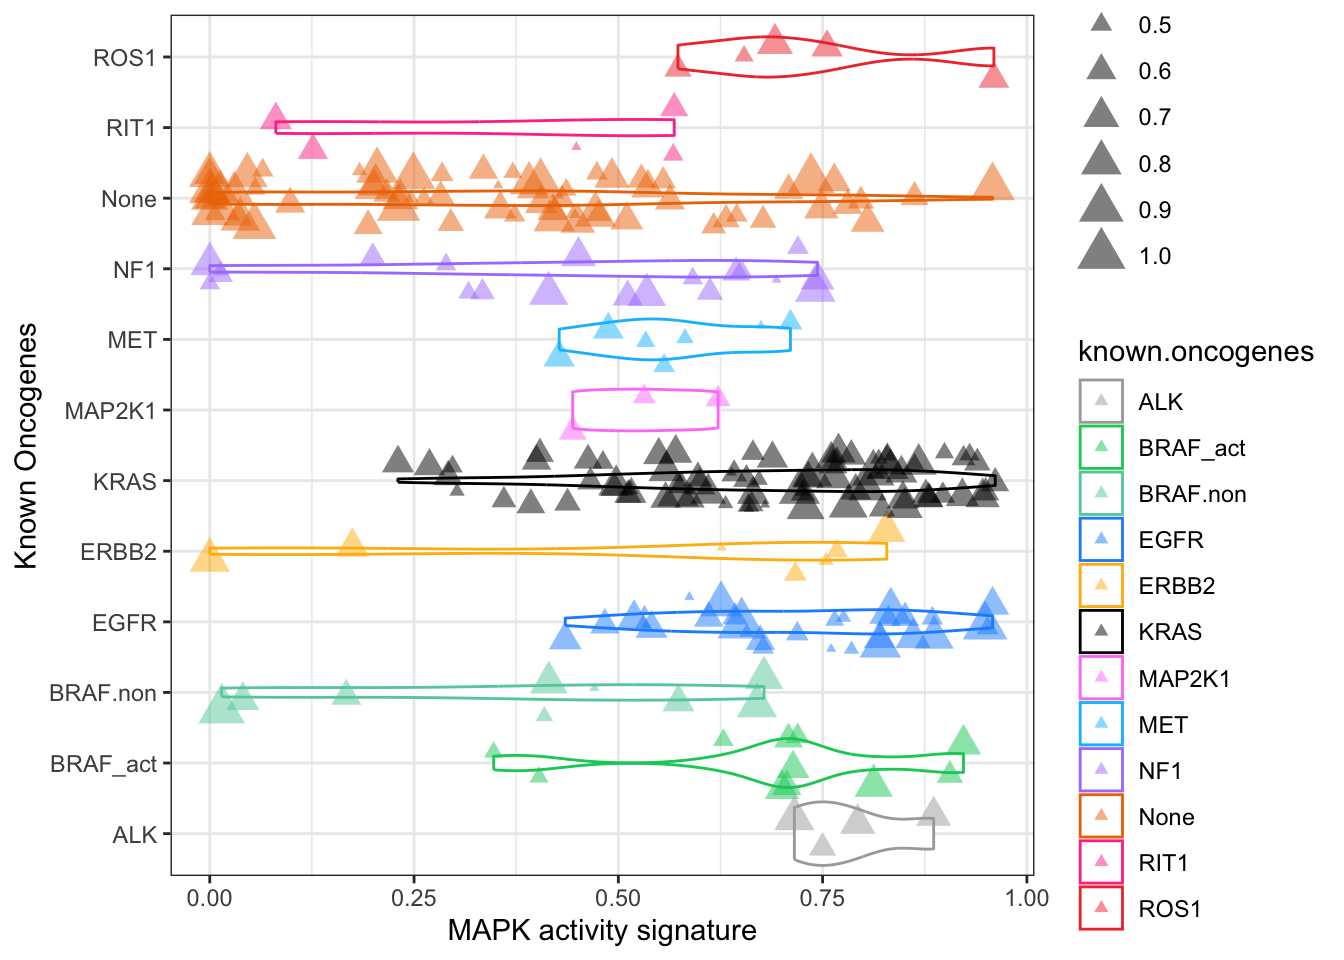 Known Oncogenes
ROS1
RIT1
None
NF1
MET
MAP2K1
KRAS
ERBB2
EGFR
BRAF.non
BRAF_act
ALK
0.00 0.25 0.50 0.75 1.00
MAPK activity signature
0.5
0.6
0.7
0.8
0.9
1.0
known.oncogenes
ALK
BRAF_act
BRAF.non
EGFR
ERBB2
KRAS
MAP2K1
MET
NF1
None
RIT1
ROS1